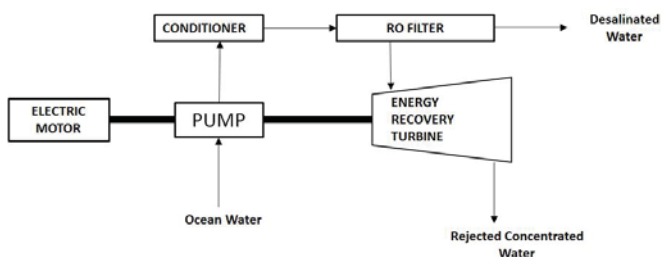 CONDITIONER
RO FILTER
Desalinated
Water
ELECTRIC
MOTOR
PUMP
ENERGY
RECOVERY
TURBINE
Ocean Water
Rejected Concentrated
Water